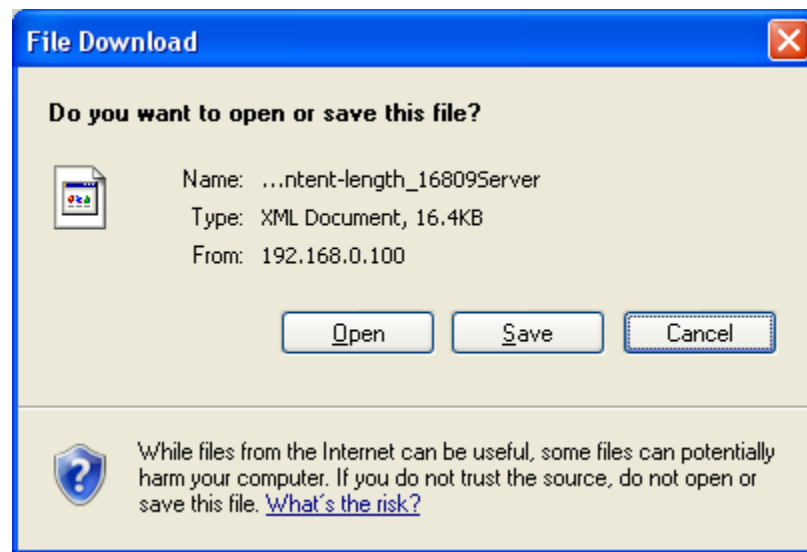 File Download
Do you want to open or save this file?
Name: ...ntent-length_16809Server
Type: XML Document, 16.4KB
From: 192.168.0.100
Open Save Cancel
While files from the Internet can be useful, some files can potentially
harm your computer. If you do not trust the source, do not open or
save this file. What's the risk?